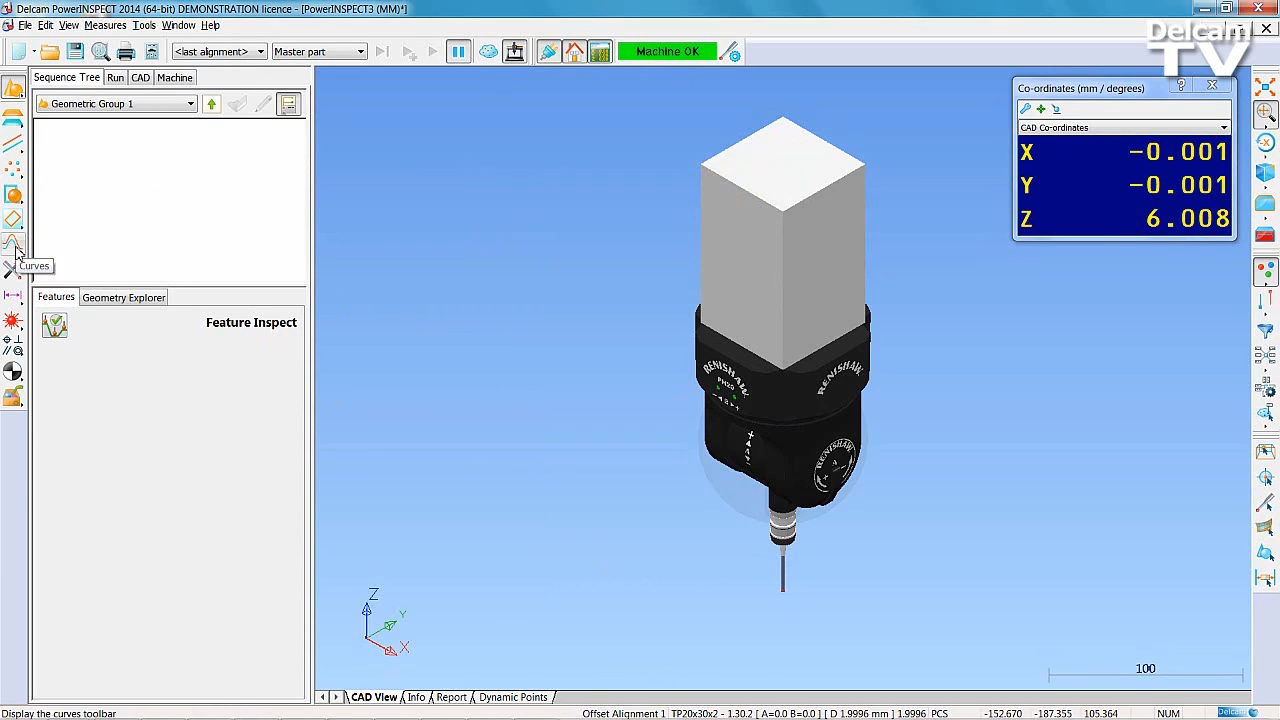 Delcam PowerINSPECT 2014 (64-bit) DEMONSTRATION licence - [PowerINSPECT3 (MM)*]
File Edit View Measures Tools Window Help
<last alignment> Master part Machine OK
Delcam
TV
Sequence Tree Run CAD Machine
Geometric Group 1
Curves
Features Geometry Explorer
Feature Inspect
Co-ordinates (mm / degrees)
CAD Co-ordinates
X -0.001
Y -0.001
Z 6.008
RENISHAW
PH20
RENISHAW
RENISHAW
Z
Y
X
100
CAD View Info Report Dynamic Points
Display the curves toolbar
Offset Alignment 1 TP20x30x2 - 1.30.2 [ A=0.0 B=0.0 ] [ D 1.9996 mm ] 1.9996 PCS -152.670 -187.355 105.364 NUM Delcam